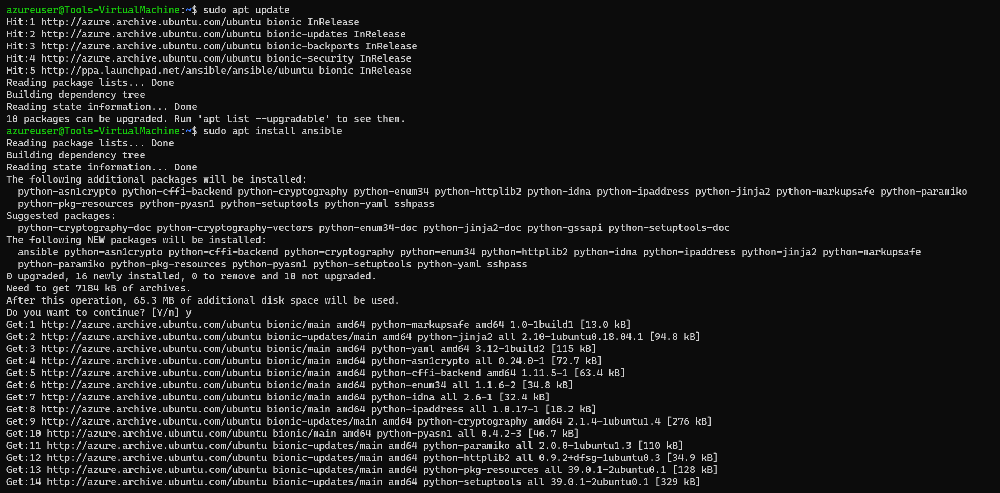 azureuser@Tools-VirtualMachine:~$ sudo apt update
Hit:1 http://azure.archive.ubuntu.com/ubuntu bionic InRelease
Hit:2 http://azure.archive.ubuntu.com/ubuntu bionic-updates InRelease
Hit:3 http://azure.archive.ubuntu.com/ubuntu bionic-backports InRelease
Hit:4 http://azure.archive.ubuntu.com/ubuntu bionic-security InRelease
Hit:5 http://ppa.launchpad.net/ansible/ansible/ubuntu bionic InRelease
Reading package lists... Done
Building dependency tree
Reading state information... Done
10 packages can be upgraded. Run 'apt list --upgradable' to see them.
azureuser@Tools-VirtualMachine:~$ sudo apt install ansible
Reading package lists... Done
Building dependency tree
Reading state information... Done
The following additional packages will be installed:
  python-asn1crypto python-cffi-backend python-cryptography python-enum34 python-httplib2 python-idna python-ipaddress python-jinja2 python-markupsafe python-paramiko
  python-pkg-resources python-pyasn1 python-setuptools python-yaml sshpass
Suggested packages:
  python-cryptography-doc python-cryptography-vectors python-enum34-doc python-jinja2-doc python-gssapi python-setuptools-doc
The following NEW packages will be installed:
  ansible python-asn1crypto python-cffi-backend python-cryptography python-enum34 python-httplib2 python-idna python-ipaddress python-jinja2 python-markupsafe
  python-paramiko python-pkg-resources python-pyasn1 python-setuptools python-yaml sshpass
0 upgraded, 16 newly installed, 0 to remove and 10 not upgraded.
Need to get 7184 kB of archives.
After this operation, 65.3 MB of additional disk space will be used.
Do you want to continue? [Y/n] y
Get:1 http://azure.archive.ubuntu.com/ubuntu bionic/main amd64 python-markupsafe amd64 1.0-1build1 [13.0 kB]
Get:2 http://azure.archive.ubuntu.com/ubuntu bionic-updates/main amd64 python-jinja2 all 2.10-1ubuntu0.18.04.1 [94.8 kB]
Get:3 http://azure.archive.ubuntu.com/ubuntu bionic/main amd64 python-yaml amd64 3.12-1build2 [115 kB]
Get:4 http://azure.archive.ubuntu.com/ubuntu bionic/main amd64 python-asn1crypto all 0.24.0-1 [72.7 kB]
Get:5 http://azure.archive.ubuntu.com/ubuntu bionic/main amd64 python-cffi-backend amd64 1.11.5-1 [63.4 kB]
Get:6 http://azure.archive.ubuntu.com/ubuntu bionic/main amd64 python-enum34 all 1.1.6-2 [34.8 kB]
Get:7 http://azure.archive.ubuntu.com/ubuntu bionic/main amd64 python-idna all 2.6-1 [32.4 kB]
Get:8 http://azure.archive.ubuntu.com/ubuntu bionic/main amd64 python-ipaddress all 1.0.17-1 [18.2 kB]
Get:9 http://azure.archive.ubuntu.com/ubuntu bionic-updates/main amd64 python-cryptography amd64 2.1.4-1ubuntu1.4 [276 kB]
Get:10 http://azure.archive.ubuntu.com/ubuntu bionic/main amd64 python-pyasn1 all 0.4.2-3 [46.7 kB]
Get:11 http://azure.archive.ubuntu.com/ubuntu bionic-updates/main amd64 python-paramiko all 2.0.0-1ubuntu1.3 [110 kB]
Get:12 http://azure.archive.ubuntu.com/ubuntu bionic-updates/main amd64 python-httplib2 all 0.9.2+dfsg-1ubuntu0.3 [34.9 kB]
Get:13 http://azure.archive.ubuntu.com/ubuntu bionic-updates/main amd64 python-pkg-resources all 39.0.1-2ubuntu0.1 [128 kB]
Get:14 http://azure.archive.ubuntu.com/ubuntu bionic-updates/main amd64 python-setuptools all 39.0.1-2ubuntu0.1 [329 kB]